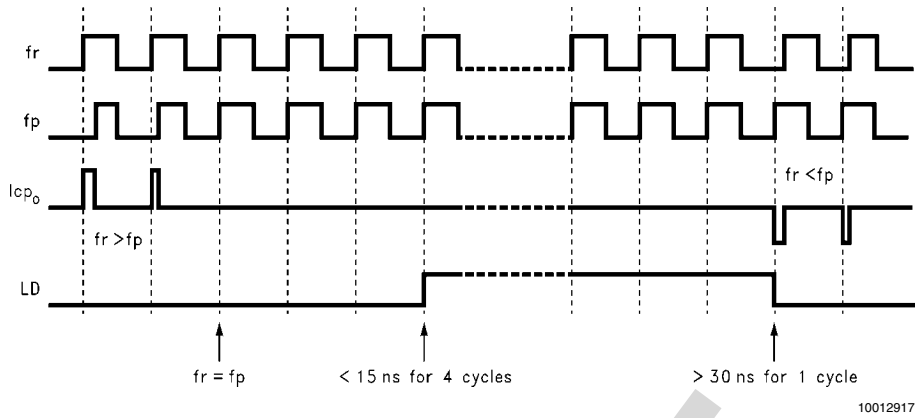 fr
fp
fr <fp
Icpₒ
fr >fp
LD
fr = fp
< 15 ns for 4 cycles
> 30 ns for 1 cycle
10012917